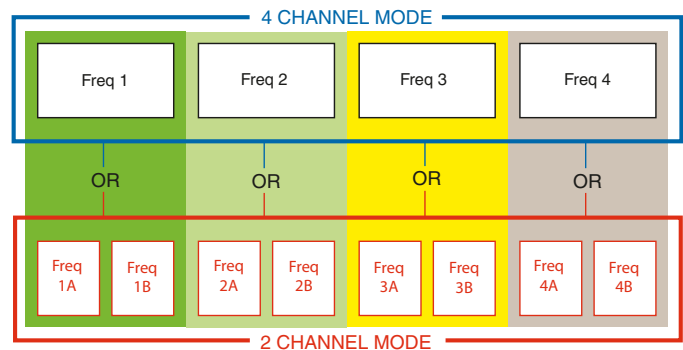 4 CHANNEL MODE
Freq 1
Freq 2
Freq 3
Freq 4
OR
OR
OR
OR
Freq
1A
Freq
1B
Freq
2A
Freq
2B
Freq
3A
Freq
3B
Freq
4A
Freq
4B
2 CHANNEL MODE